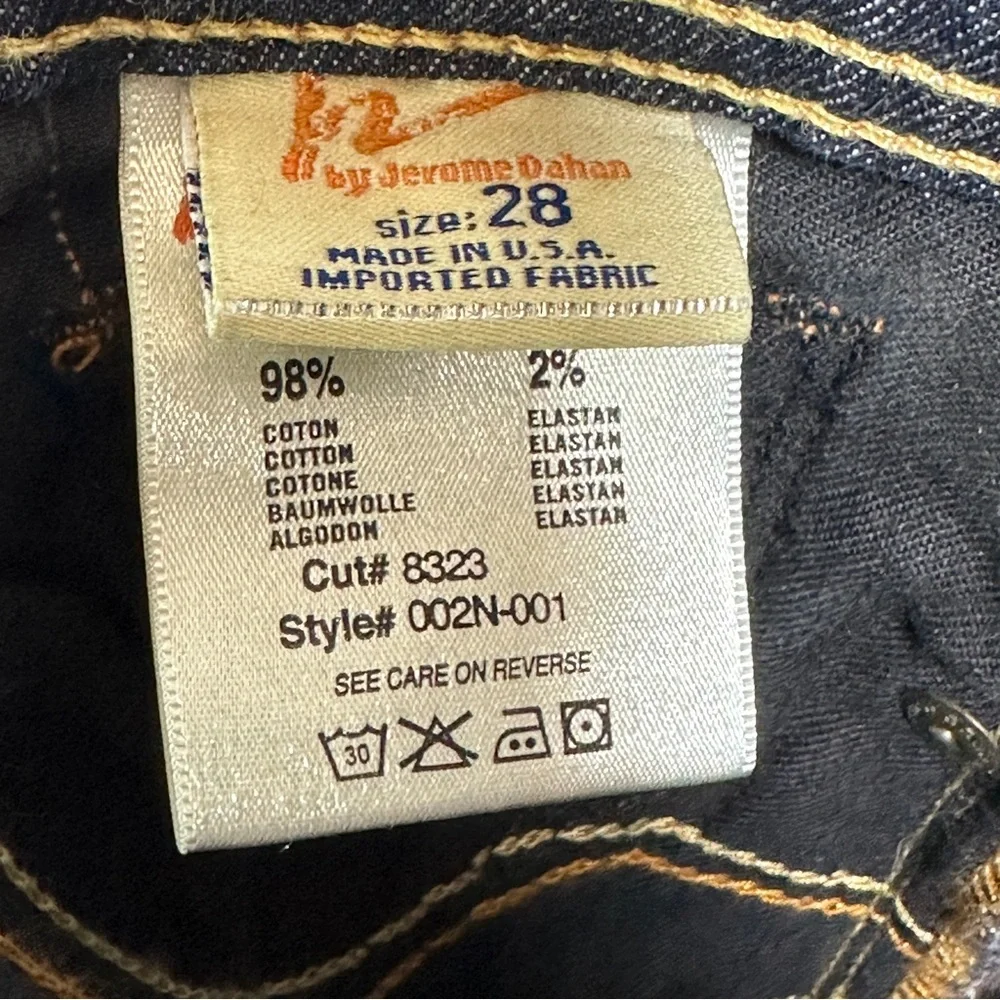 by Jerome Dahan
size: 28
MADE IN U.S.A.
IMPORTED FABRIC
98% 2%
COTON ELASTAN
COTTON ELASTAN
COTONE ELASTAN
BAUMWOLLE ELASTAN
ALGODON ELASTAN
Cut# 8323
Style# 002N-001
SEE CARE ON REVERSE
30